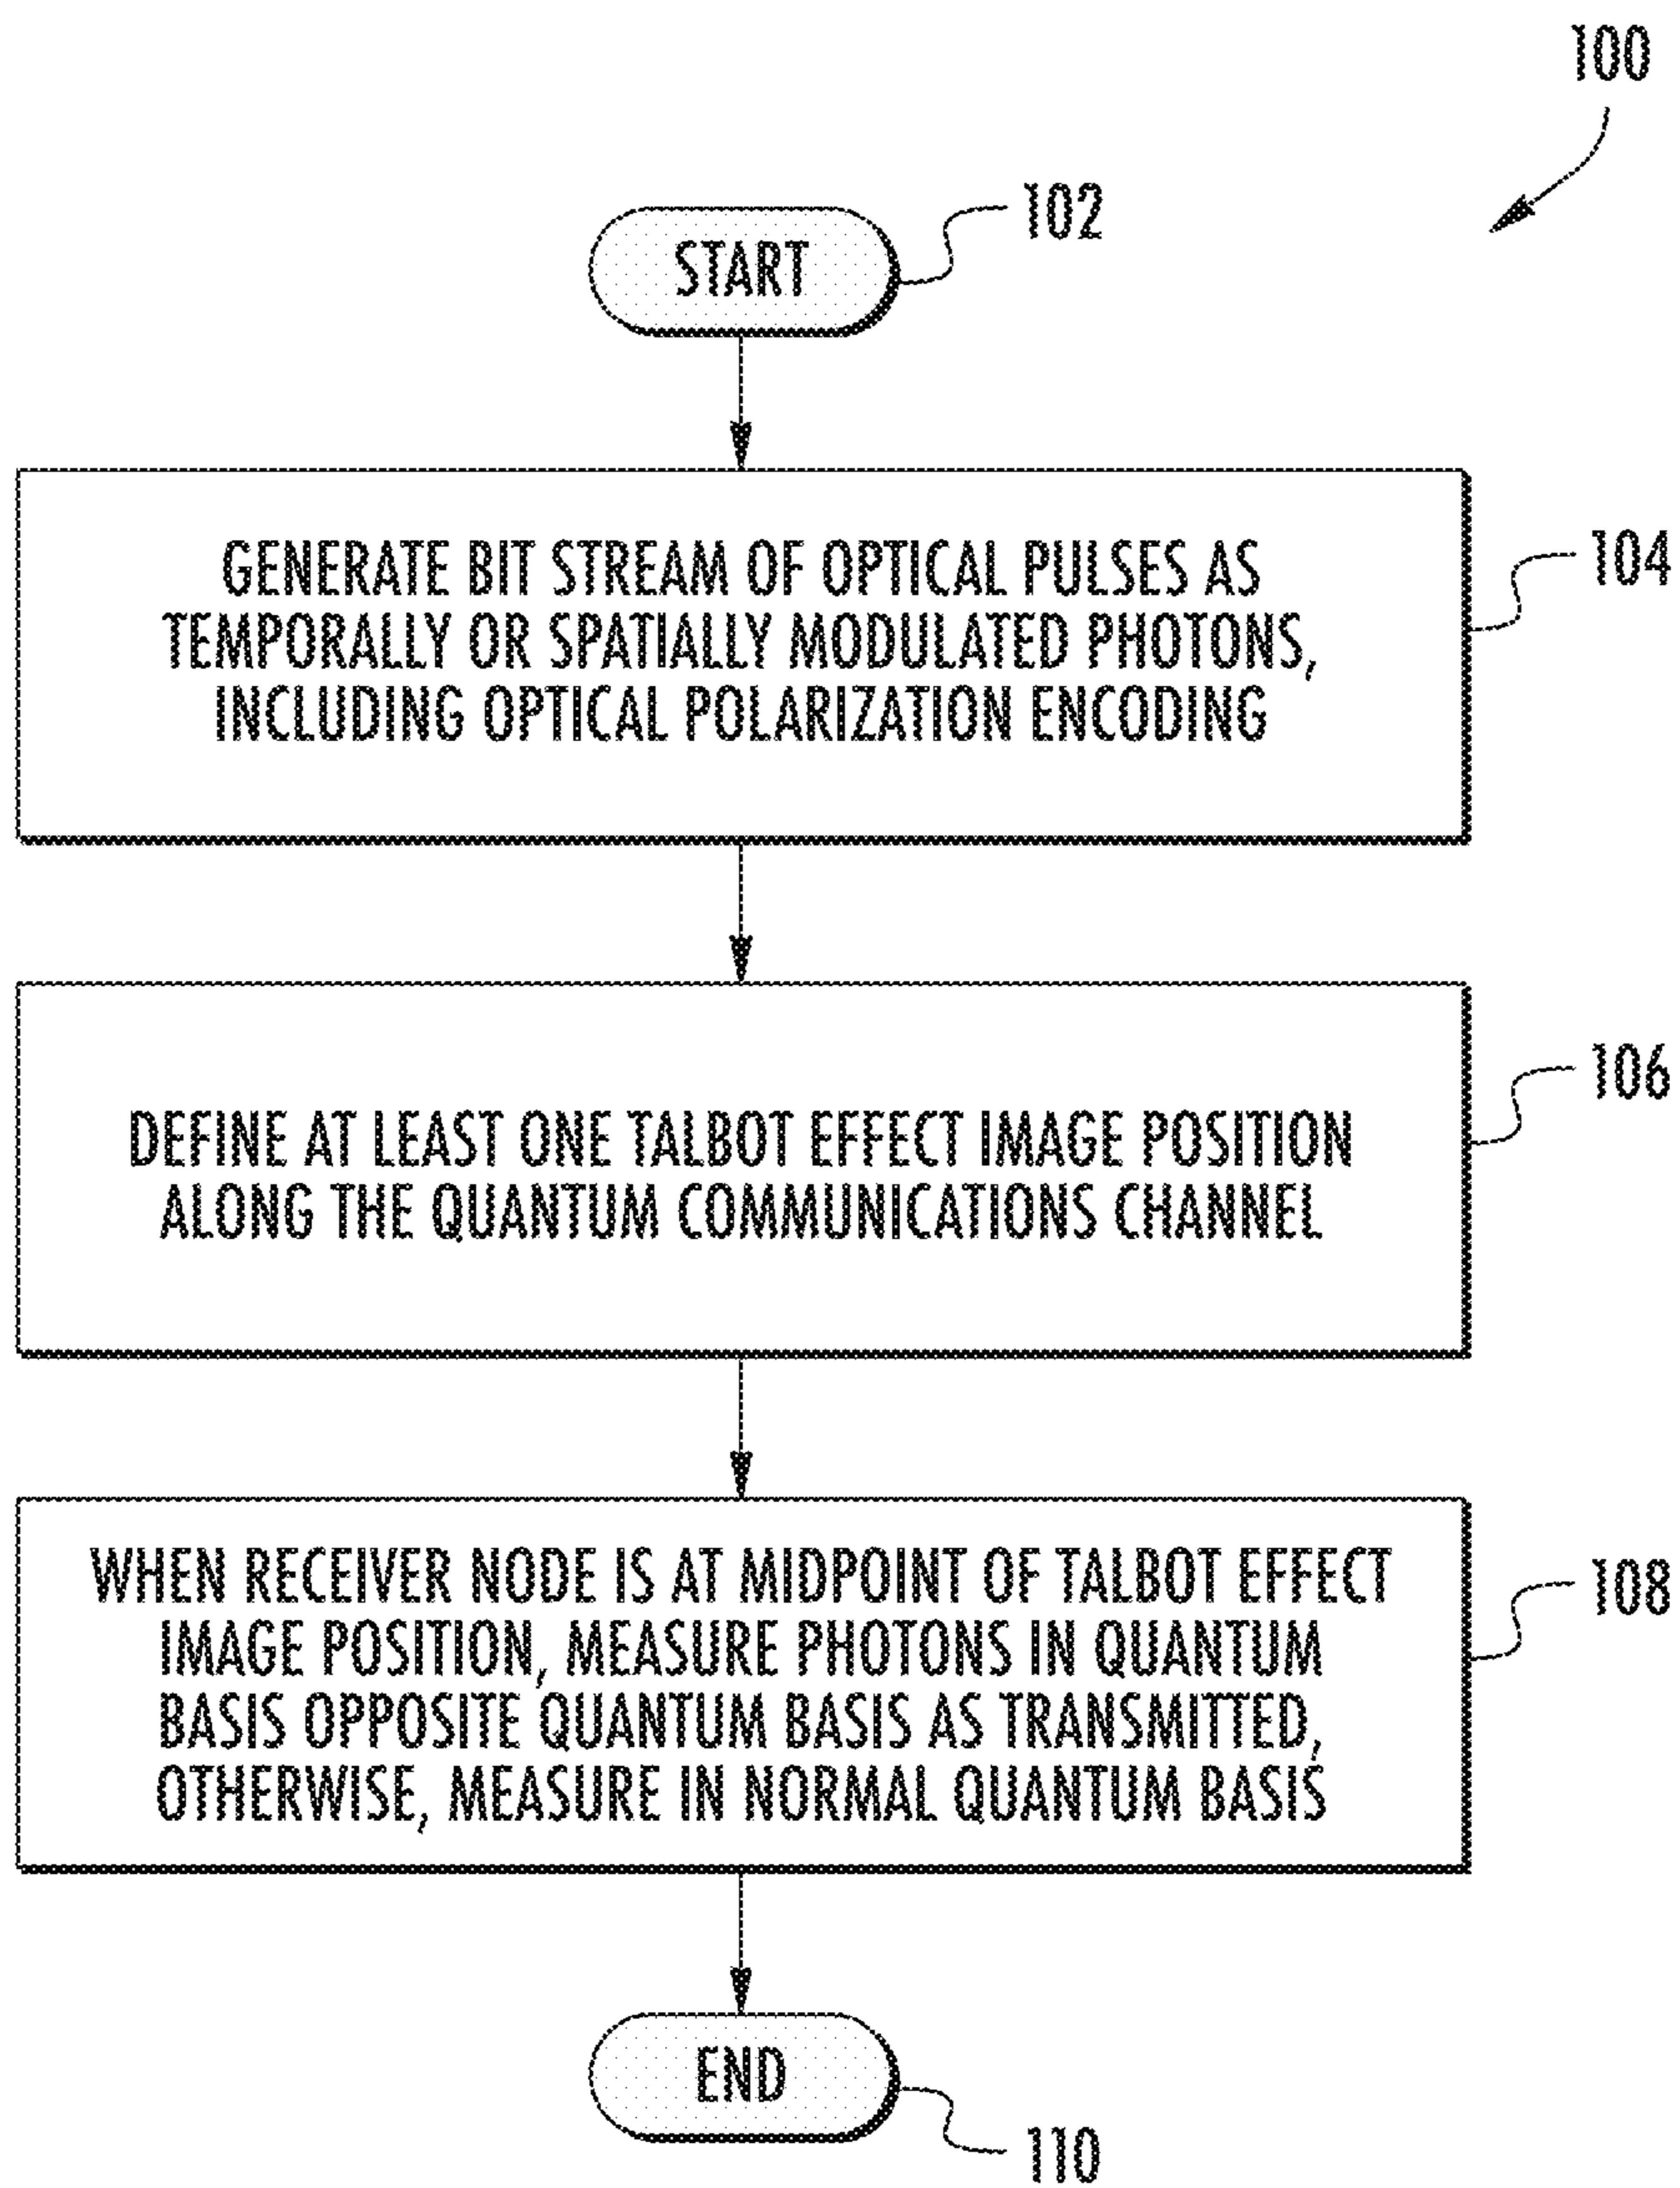 100
START
102
GENERATE BIT STREAM OF OPTICAL PULSES AS
TEMPORALLY OR SPATIALLY MODULATED PHOTONS,
INCLUDING OPTICAL POLARIZATION ENCODING
104
DEFINE AT LEAST ONE TALBOT EFFECT IMAGE POSITION
ALONG THE QUANTUM COMMUNICATIONS CHANNEL
106
WHEN RECEIVER NODE IS AT MIDPOINT OF TALBOT EFFECT
IMAGE POSITION, MEASURE PHOTONS IN QUANTUM
BASIS OPPOSITE QUANTUM BASIS AS TRANSMITTED,
OTHERWISE, MEASURE IN NORMAL QUANTUM BASIS
108
END
110